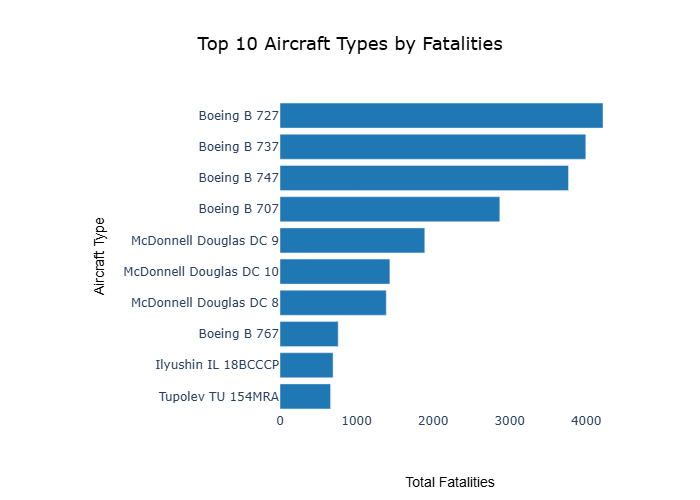 Top 10 Aircraft Types by Fatalities
Aircraft Type
Boeing B 727
Boeing B 737
Boeing B 747
Boeing B 707
McDonnell Douglas DC 9
McDonnell Douglas DC 10
McDonnell Douglas DC 8
Boeing B 767
Ilyushin IL 18BCCCP
Tupolev TU 154MRA
0 1000 2000 3000 4000
Total Fatalities